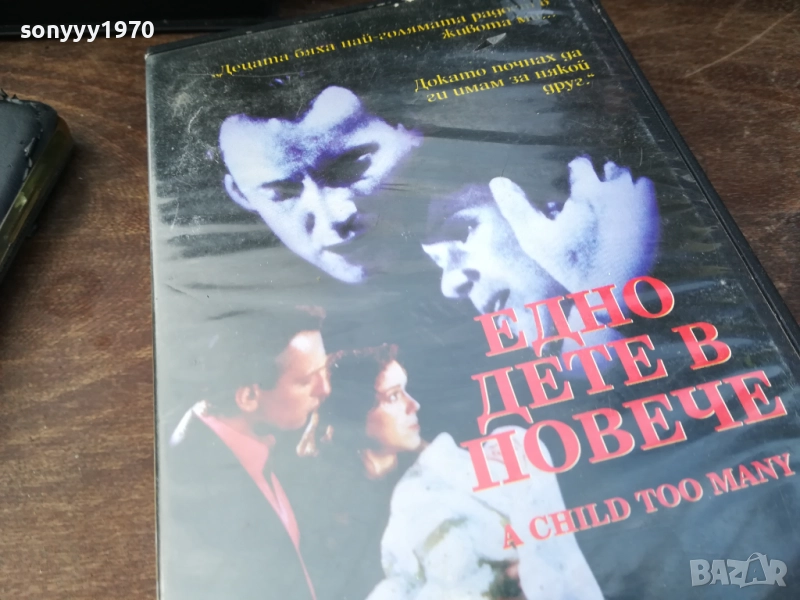 sonyyy1970
„Децата бяха най-голямата
живота
Докато почнах да
ги имам за някой
друг."
ЕДНО
ДЕТЕ В
ПОВЕЧЕ
A CHILD TOO MANY
BAZAR